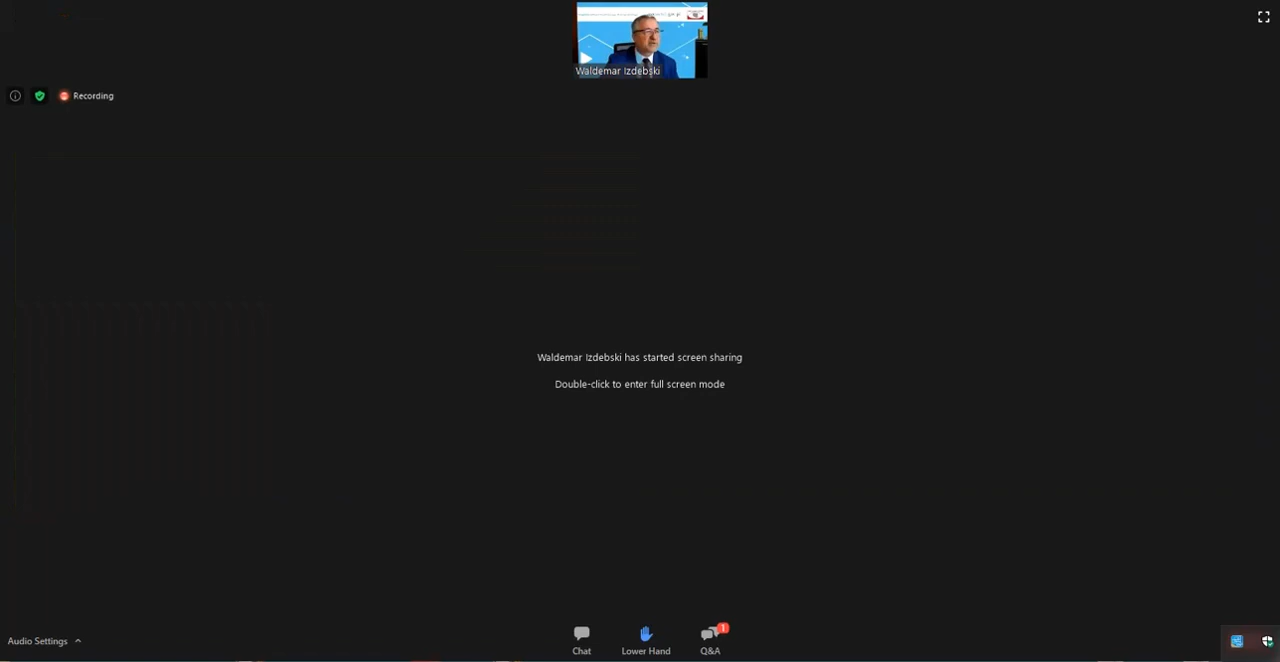 Waldemar Izdebski
Recording
Waldemar Izdebski has started screen sharing
Double-click to enter full screen mode
Audio Settings
Chat
Lower Hand
1
Q&A